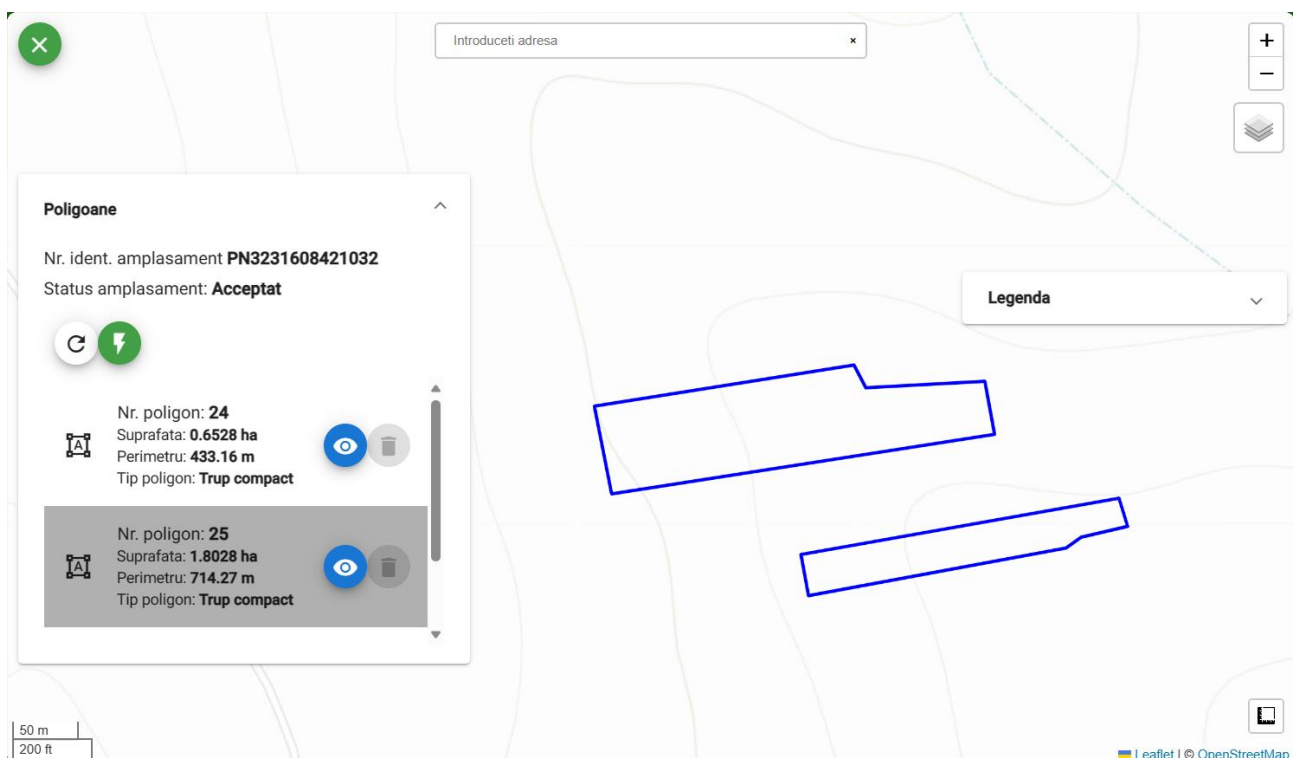 Introduceti adresa
×
+
−
Poligoane
Nr. ident. amplasament PN3231608421032
Status amplasament: Acceptat
Legenda
Nr. poligon: 24
Suprafata: 0.6528 ha
Perimetru: 433.16 m
Tip poligon: Trup compact
Nr. poligon: 25
Suprafata: 1.8028 ha
Perimetru: 714.27 m
Tip poligon: Trup compact
50 m
200 ft
Leaflet | © OpenStreetMap